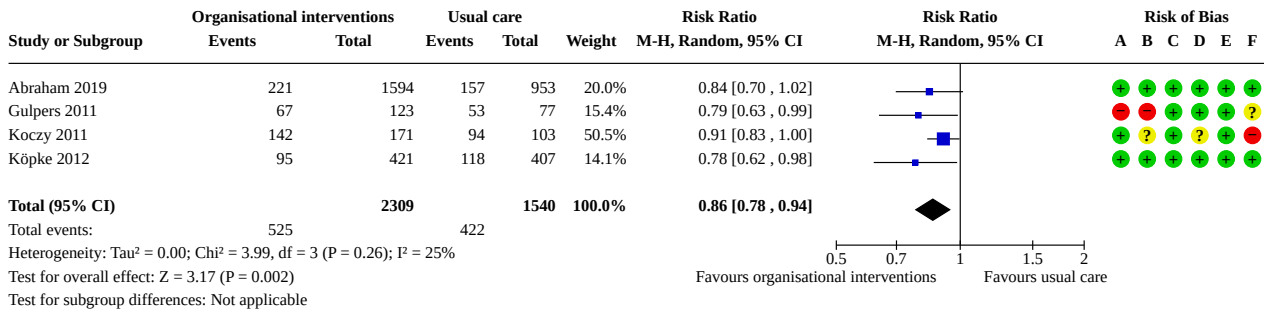 Organisational interventions Usual care Risk Ratio Risk Ratio Risk of Bias
Study or Subgroup Events Total Events Total Weight M-H, Random, 95% CI M-H, Random, 95% CI A B C D E F
Abraham 2019 221 1594 157 953 20.0% 0.84 [0.70 , 1.02] + + + + + +
Gulpers 2011 67 123 53 77 15.4% 0.79 [0.63 , 0.99] − − + + + ?
Koczy 2011 142 171 94 103 50.5% 0.91 [0.83 , 1.00] + ? + ? + −
Köpke 2012 95 421 118 407 14.1% 0.78 [0.62 , 0.98] + + + + + +
Total (95% CI) 2309 1540 100.0% 0.86 [0.78 , 0.94]
Total events: 525 422
Heterogeneity: Tau² = 0.00; Chi² = 3.99, df = 3 (P = 0.26); I² = 25%
0.5 0.7 1 1.5 2
Test for overall effect: Z = 3.17 (P = 0.002) Favours organisational interventions Favours usual care
Test for subgroup differences: Not applicable